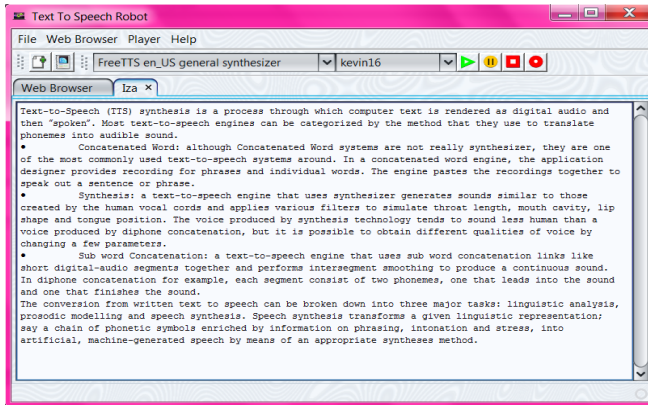 Text To Speech Robot
File Web Browser Player Help
FreeTTS en_US general synthesizer kevin16
Web Browser Iza ×
Text-to-Speech (TTS) synthesis is a process through which computer text is rendered as digital audio and
then "spoken". Most text-to-speech engines can be categorized by the method that they use to translate
phonemes into audible sound.
• Concatenated Word: although Concatenated Word systems are not really synthesizer, they are one
of the most commonly used text-to-speech systems around. In a concatenated word engine, the application
designer provides recording for phrases and individual words. The engine pastes the recordings together to
speak out a sentence or phrase.
• Synthesis: a text-to-speech engine that uses synthesizer generates sounds similar to those
created by the human vocal cords and applies various filters to simulate throat length, mouth cavity, lip
shape and tongue position. The voice produced by synthesis technology tends to sound less human than a
voice produced by diphone concatenation, but it is possible to obtain different qualities of voice by
changing a few parameters.
• Sub word Concatenation: a text-to-speech engine that uses sub word concatenation links like
short digital-audio segments together and performs intersegment smoothing to produce a continuous sound.
In diphone concatenation for example, each segment consist of two phonemes, one that leads into the sound
and one that finishes the sound.
The conversion from written text to speech can be broken down into three major tasks: linguistic analysis,
prosodic modelling and speech synthesis. Speech synthesis transforms a given linguistic representation;
say a chain of phonetic symbols enriched by information on phrasing, intonation and stress, into
artificial, machine-generated speech by means of an appropriate syntheses method.